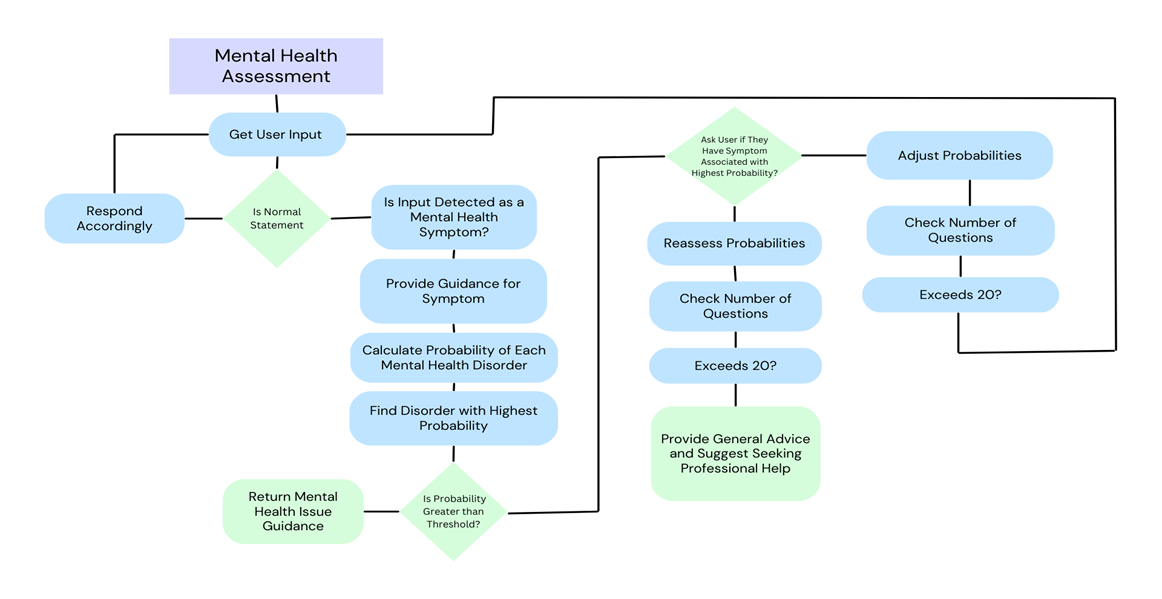 Mental Health
Assessment
Get User Input
Respond
Accordingly
Is Normal
Statement
Is Input Detected as a
Mental Health
Symptom?
Provide Guidance for
Symptom
Calculate Probability of Each
Mental Health Disorder
Find Disorder with Highest
Probability
Is Probability
Greater than
Threshold?
Return Mental
Health Issue
Guidance
Ask User if They
Have Symptom
Associated with
Highest Probability?
Reassess Probabilities
Check Number of
Questions
Exceeds 20?
Provide General Advice
and Suggest Seeking
Professional Help
Adjust Probabilities
Check Number of
Questions
Exceeds 20?